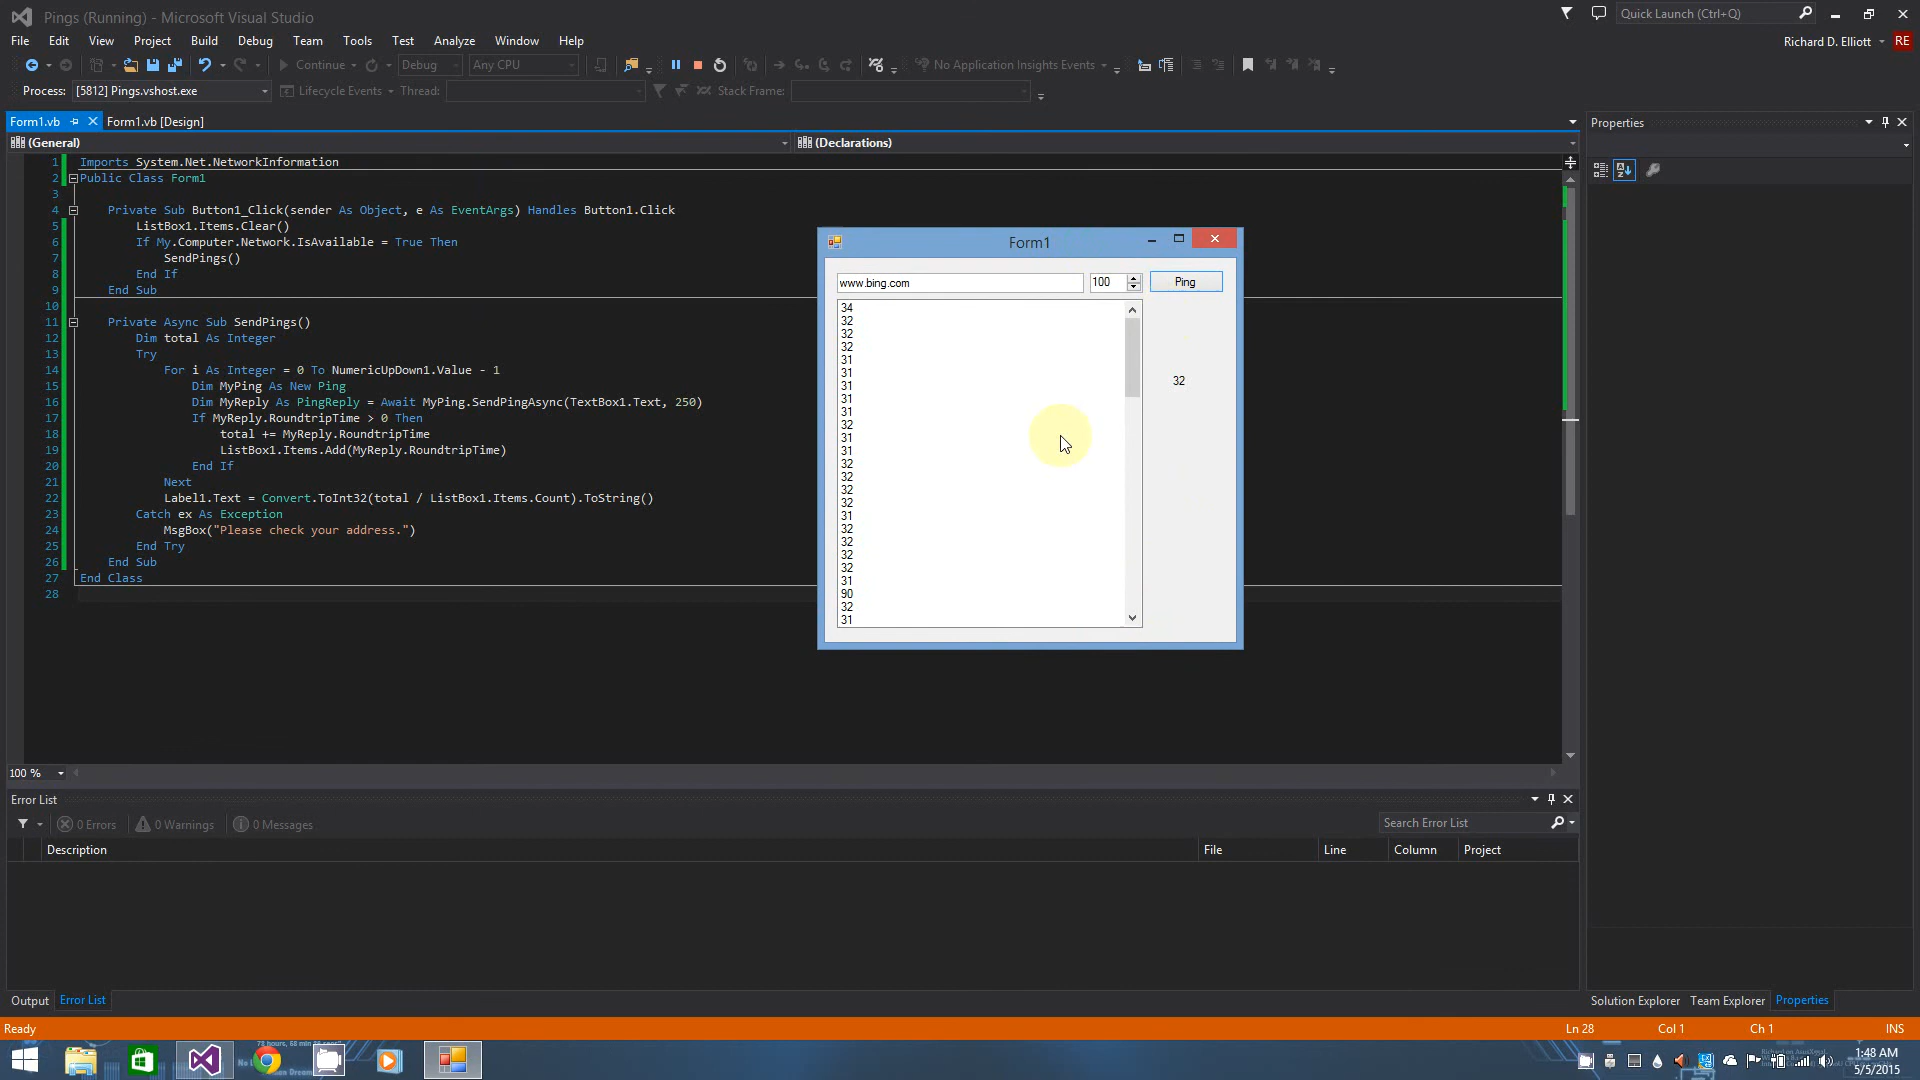 Pings (Running) - Microsoft Visual Studio
Quick Launch (Ctrl+Q)
File Edit View Project Build Debug Team Tools Test Analyze Window Help
Richard D. Elliott RE
Continue Debug Any CPU No Application Insights Events
Process: [5812] Pings.vshost.exe Lifecycle Events Thread: Stack Frame:
Form1.vb Form1.vb [Design]
Properties
(General) (Declarations)
1 Imports System.Net.NetworkInformation
2 Public Class Form1
3
4 Private Sub Button1_Click(sender As Object, e As EventArgs) Handles Button1.Click
5 ListBox1.Items.Clear()
6 If My.Computer.Network.IsAvailable = True Then
7 SendPings()
8 End If
9 End Sub
10
11 Private Async Sub SendPings()
12 Dim total As Integer
13 Try
14 For i As Integer = 0 To NumericUpDown1.Value - 1
15 Dim MyPing As New Ping
16 Dim MyReply As PingReply = Await MyPing.SendPingAsync(TextBox1.Text, 250)
17 If MyReply.RoundtripTime > 0 Then
18 total += MyReply.RoundtripTime
19 ListBox1.Items.Add(MyReply.RoundtripTime)
20 End If
21 Next
22 Label1.Text = Convert.ToInt32(total / ListBox1.Items.Count).ToString()
23 Catch ex As Exception
24 MsgBox("Please check your address.")
25 End Try
26 End Sub
27 End Class
28
Form1
www.bing.com 100 Ping
34
32
32
32
31
31
31
31
31
32
31
31
32
32
32
32
31
32
32
32
32
31
90
32
31
32
100 %
Error List
0 Errors 0 Warnings 0 Messages
Search Error List
Description File Line Column Project
Output Error List
Solution Explorer Team Explorer Properties
Ready Ln 28 Col 1 Ch 1 INS
1:48 AM
5/5/2015